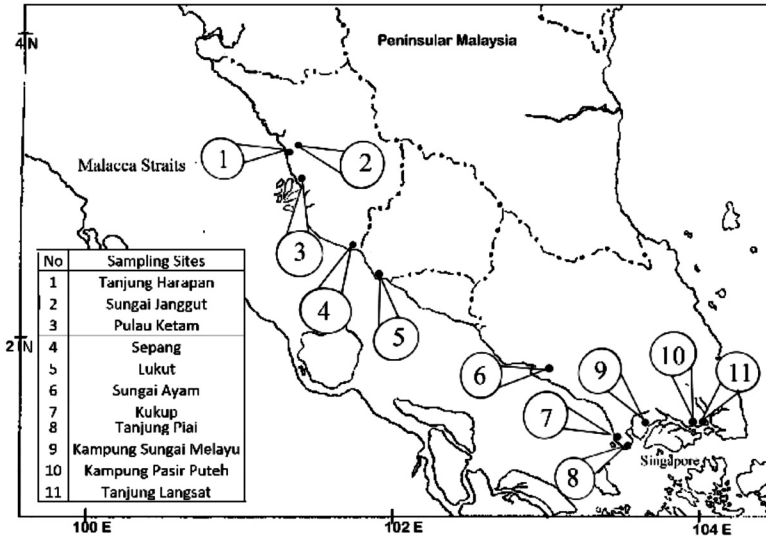 4 N
Peninsular Malaysia
Malacca Straits
1
2
3
4
5
6
7
8
9
10
11
No Sampling Sites
1 Tanjung Harapan
2 Sungai Janggut
3 Pulau Ketam
4 Sepang
5 Lukut
6 Sungai Ayam
7 Kukup
8 Tanjung Piai
9 Kampung Sungai Melayu
10 Kampung Pasir Puteh
11 Tanjung Langsat
2 N
Singapore
100 E
102 E
104 E